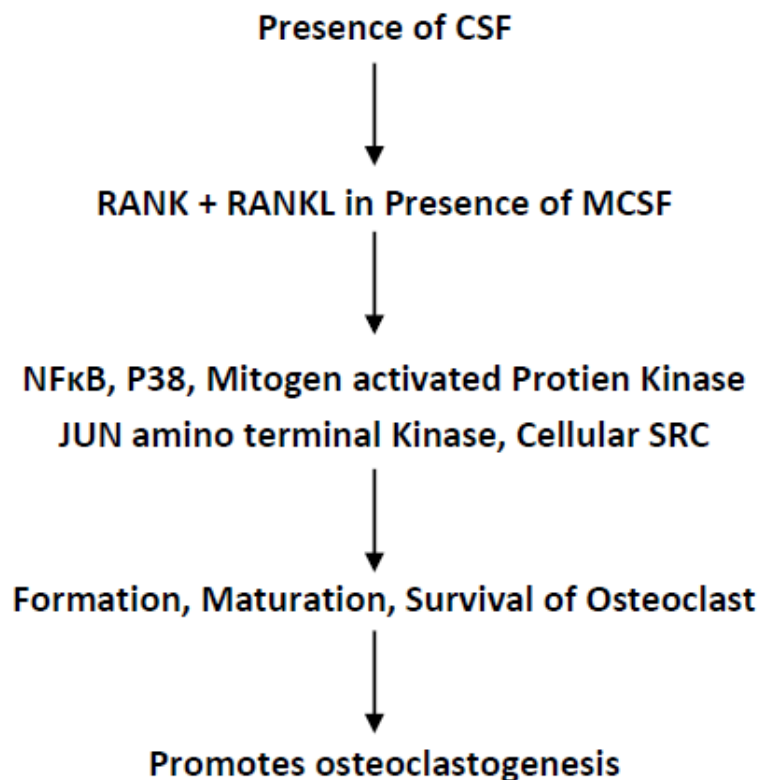 Presence of CSF
RANK + RANKL in Presence of MCSF
NFκB, P38, Mitogen activated Protien Kinase
JUN amino terminal Kinase, Cellular SRC
Formation, Maturation, Survival of Osteoclast
Promotes osteoclastogenesis